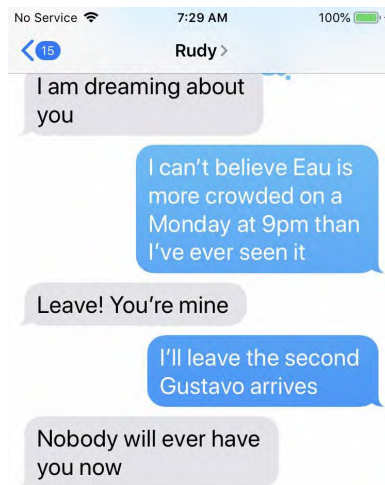 No Service 7:29 AM 100%
15 Rudy >
I am dreaming about
you
I can't believe Eau is
more crowded on a
Monday at 9pm than
I've ever seen it
Leave! You're mine
I'll leave the second
Gustavo arrives
Nobody will ever have
you now